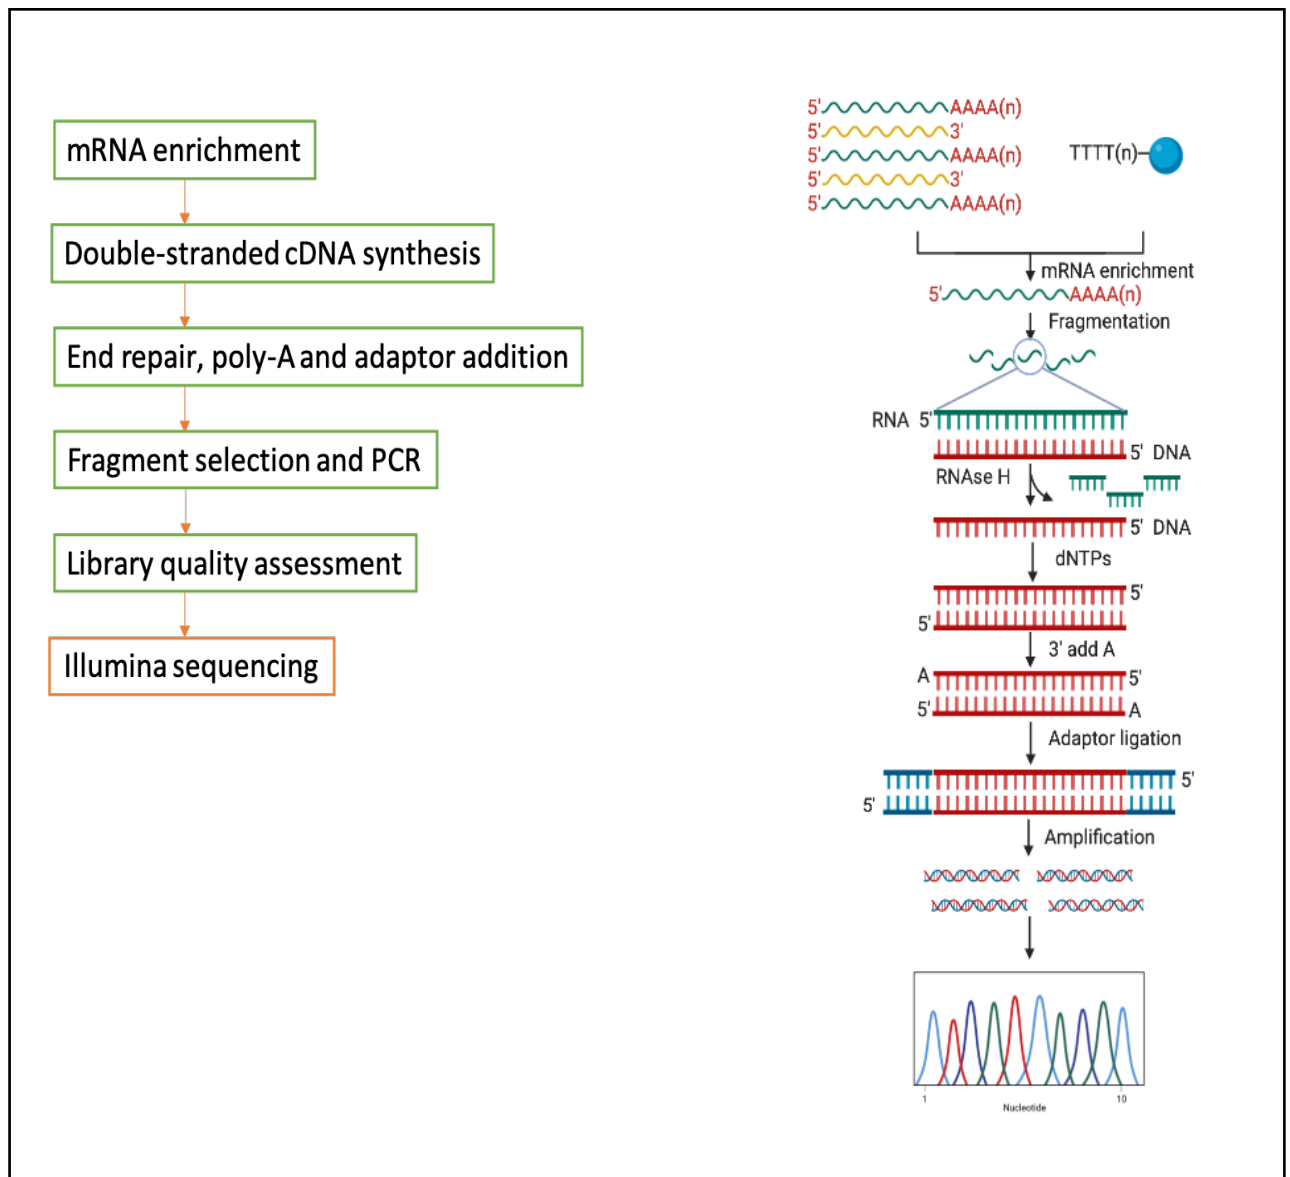 mRNA enrichment
Double-stranded cDNA synthesis
End repair, poly-A and adaptor addition
Fragment selection and PCR
Library quality assessment
Illumina sequencing
5' AAAA(n)
5' 3'
5' AAAA(n)
TTTT(n)
5' 3'
5' AAAA(n)
mRNA enrichment
5' AAAA(n)
Fragmentation
RNA 5'
5' DNA
RNAse H
5' DNA
dNTPs
5'
5'
3' add A
A 5'
5' A
Adaptor ligation
5'
5'
Amplification
1 10
Nucleotide